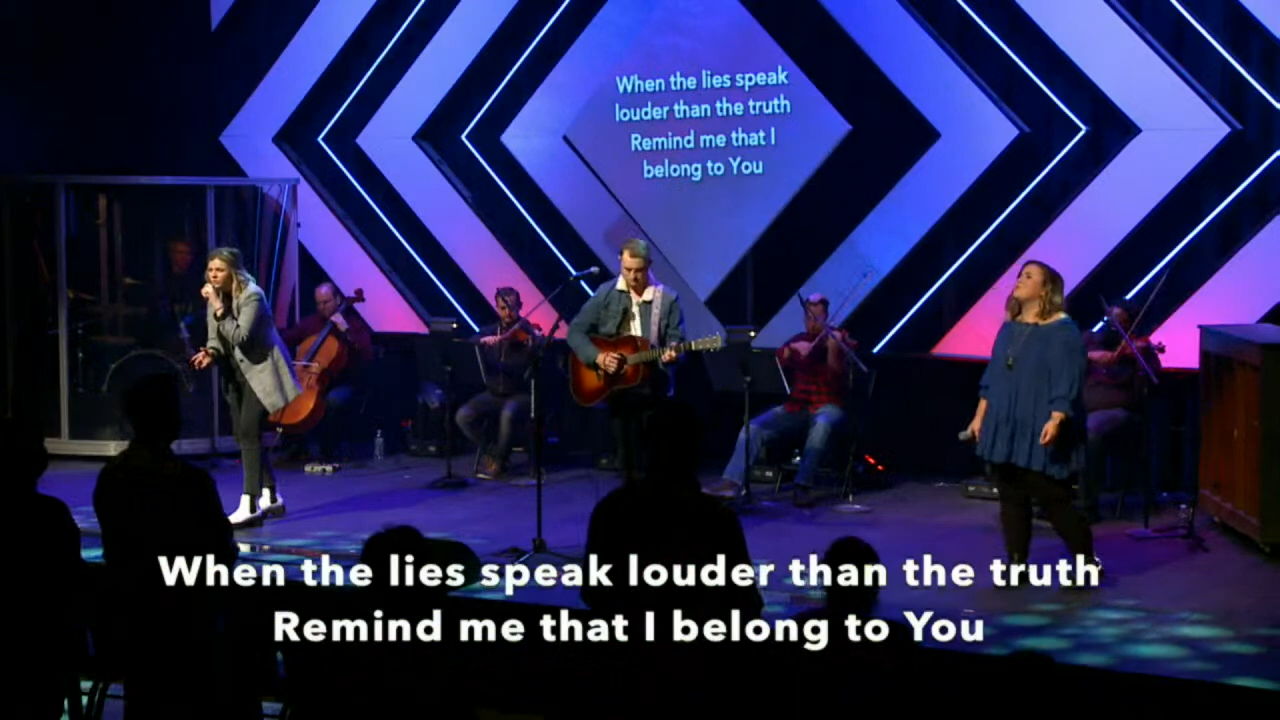 When the lies speak
louder than the truth
Remind me that I
belong to You
When the lies speak louder than the truth
Remind me that I belong to You